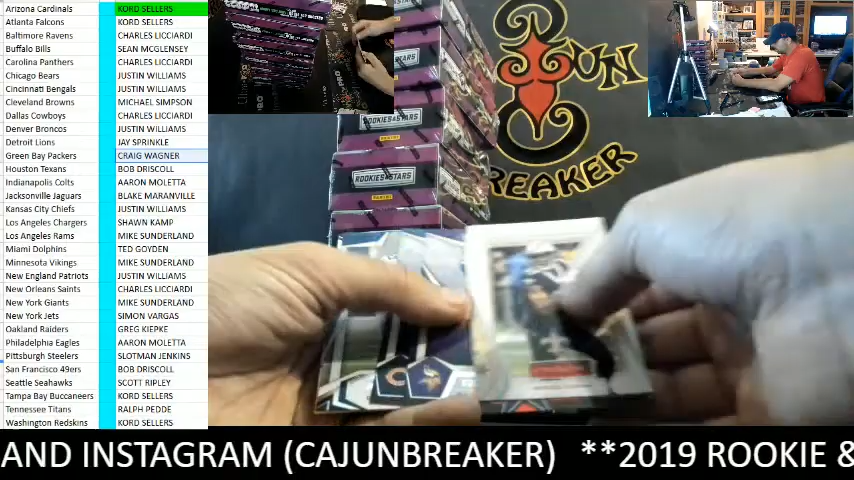 Arizona Cardinals KORD SELLERS
Atlanta Falcons KORD SELLERS
Baltimore Ravens CHARLES LICCIARDI
Buffalo Bills SEAN MCGLENSEY
Carolina Panthers CHARLES LICCIARDI
Chicago Bears JUSTIN WILLIAMS
Cincinnati Bengals JUSTIN WILLIAMS
Cleveland Browns MICHAEL SIMPSON
Dallas Cowboys CHARLES LICCIARDI
Denver Broncos JUSTIN WILLIAMS
Detroit Lions JAY SPRINKLE
Green Bay Packers CRAIG WAGNER
Houston Texans BOB DRISCOLL
Indianapolis Colts AARON MOLETTA
Jacksonville Jaguars BLAKE MARANVILLE
Kansas City Chiefs JUSTIN WILLIAMS
Los Angeles Chargers SHAWN KAMP
Los Angeles Rams MIKE SUNDERLAND
Miami Dolphins TED GOYDEN
Minnesota Vikings MIKE SUNDERLAND
New England Patriots JUSTIN WILLIAMS
New Orleans Saints CHARLES LICCIARDI
New York Giants MIKE SUNDERLAND
New York Jets SIMON VARGAS
Oakland Raiders GREG KIEPKE
Philadelphia Eagles AARON MOLETTA
Pittsburgh Steelers SLOTMAN JENKINS
San Francisco 49ers BOB DRISCOLL
Seattle Seahawks SCOTT RIPLEY
Tampa Bay Buccaneers KORD SELLERS
Tennessee Titans RALPH PEDDE
Washington Redskins KORD SELLERS
ROOKIES & STARS
ROOKIES & STARS
UN
REAKER
AND INSTAGRAM (CAJUNBREAKER) **2019 ROOKIE &